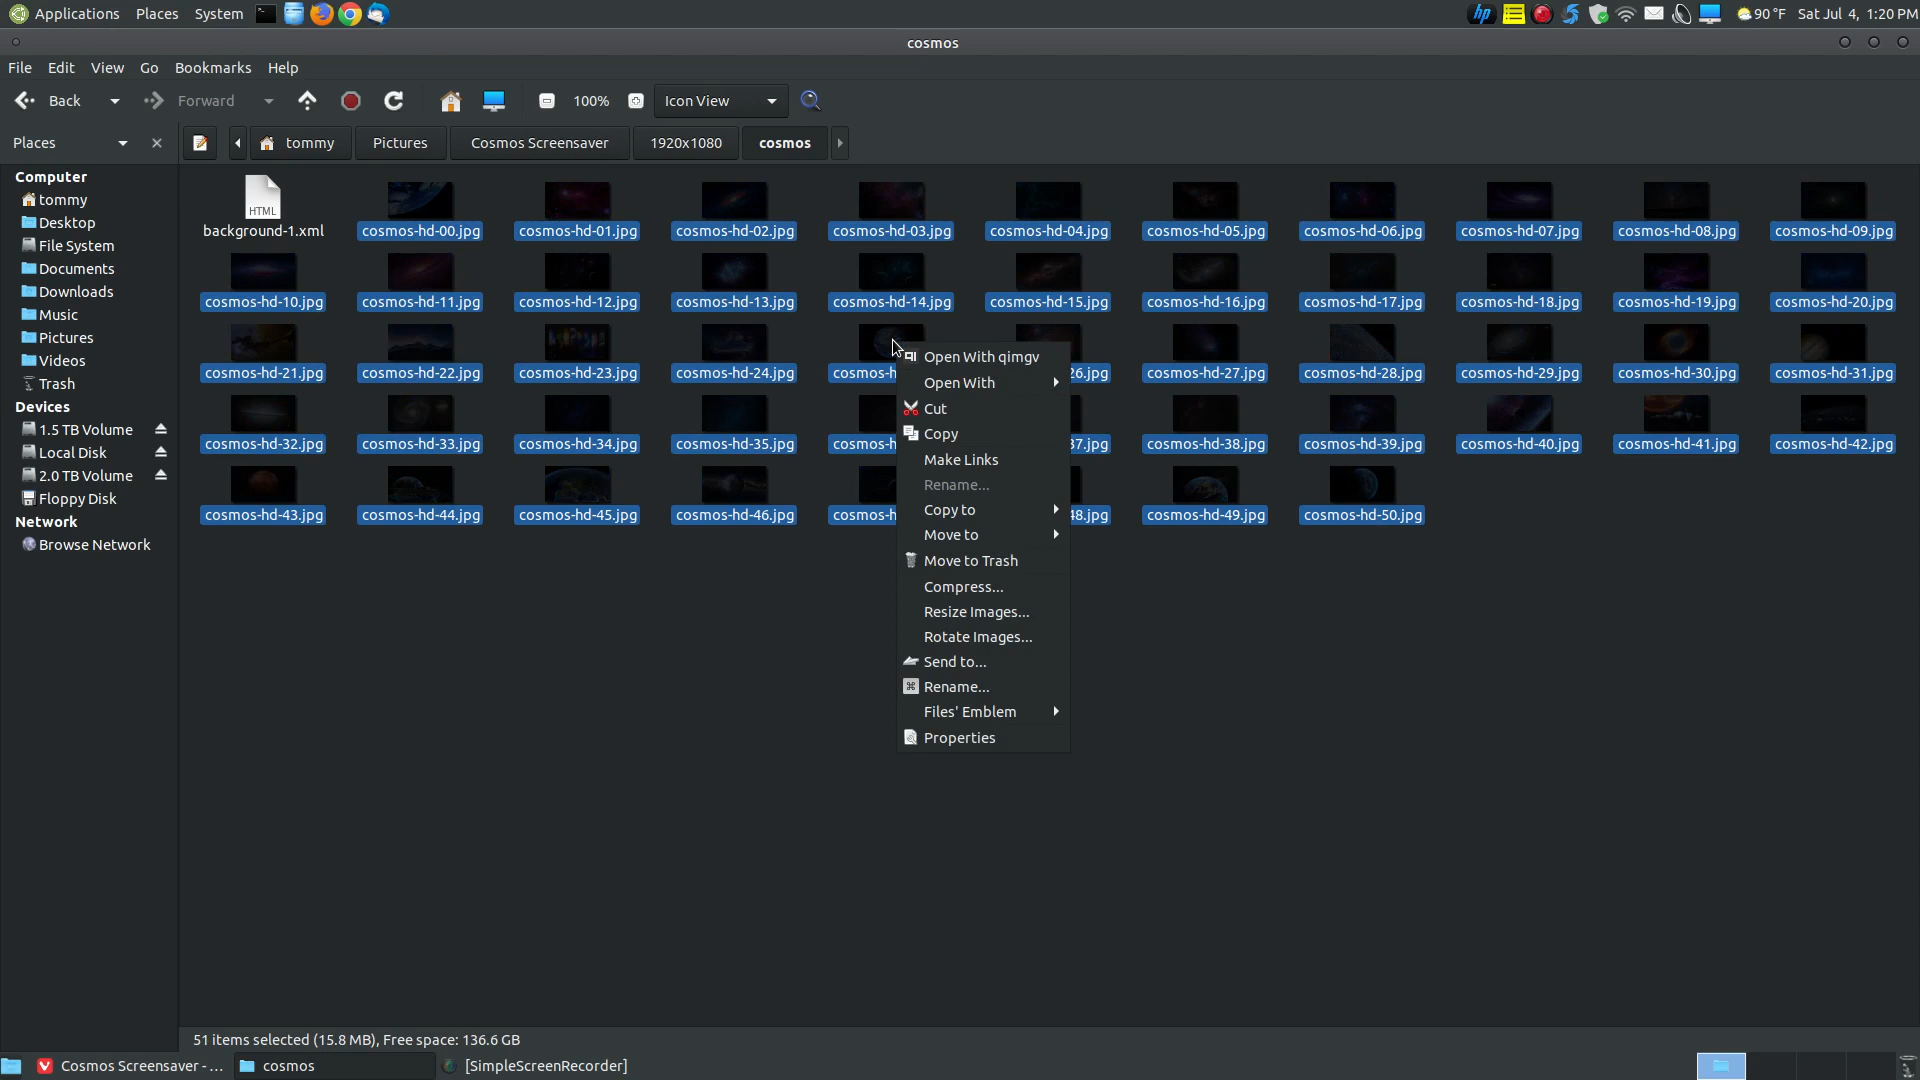 Applications Places System
hp 90 °F Sat Jul 4, 1:20 PM
cosmos
File Edit View Go Bookmarks Help
Back Forward 100% Icon View
Places tommy Pictures Cosmos Screensaver 1920x1080 cosmos
Computer
tommy
Desktop
File System
Documents
Downloads
Music
Pictures
Videos
Trash
Devices
1.5 TB Volume
Local Disk
2.0 TB Volume
Floppy Disk
Network
Browse Network
HTML
background-1.xml cosmos-hd-00.jpg cosmos-hd-01.jpg cosmos-hd-02.jpg cosmos-hd-03.jpg cosmos-hd-04.jpg cosmos-hd-05.jpg cosmos-hd-06.jpg cosmos-hd-07.jpg cosmos-hd-08.jpg cosmos-hd-09.jpg
cosmos-hd-10.jpg cosmos-hd-11.jpg cosmos-hd-12.jpg cosmos-hd-13.jpg cosmos-hd-14.jpg cosmos-hd-15.jpg cosmos-hd-16.jpg cosmos-hd-17.jpg cosmos-hd-18.jpg cosmos-hd-19.jpg cosmos-hd-20.jpg
cosmos-hd-21.jpg cosmos-hd-22.jpg cosmos-hd-23.jpg cosmos-hd-24.jpg cosmos-h 26.jpg cosmos-hd-27.jpg cosmos-hd-28.jpg cosmos-hd-29.jpg cosmos-hd-30.jpg cosmos-hd-31.jpg
cosmos-hd-32.jpg cosmos-hd-33.jpg cosmos-hd-34.jpg cosmos-hd-35.jpg cosmos-h 37.jpg cosmos-hd-38.jpg cosmos-hd-39.jpg cosmos-hd-40.jpg cosmos-hd-41.jpg cosmos-hd-42.jpg
cosmos-hd-43.jpg cosmos-hd-44.jpg cosmos-hd-45.jpg cosmos-hd-46.jpg cosmos-h 48.jpg cosmos-hd-49.jpg cosmos-hd-50.jpg
Open With qimgv
Open With
Cut
Copy
Make Links
Rename...
Copy to
Move to
Move to Trash
Compress...
Resize Images...
Rotate Images...
Send to...
Rename...
Files' Emblem
Properties
51 items selected (15.8 MB), Free space: 136.6 GB
Cosmos Screensaver - ... cosmos [SimpleScreenRecorder]